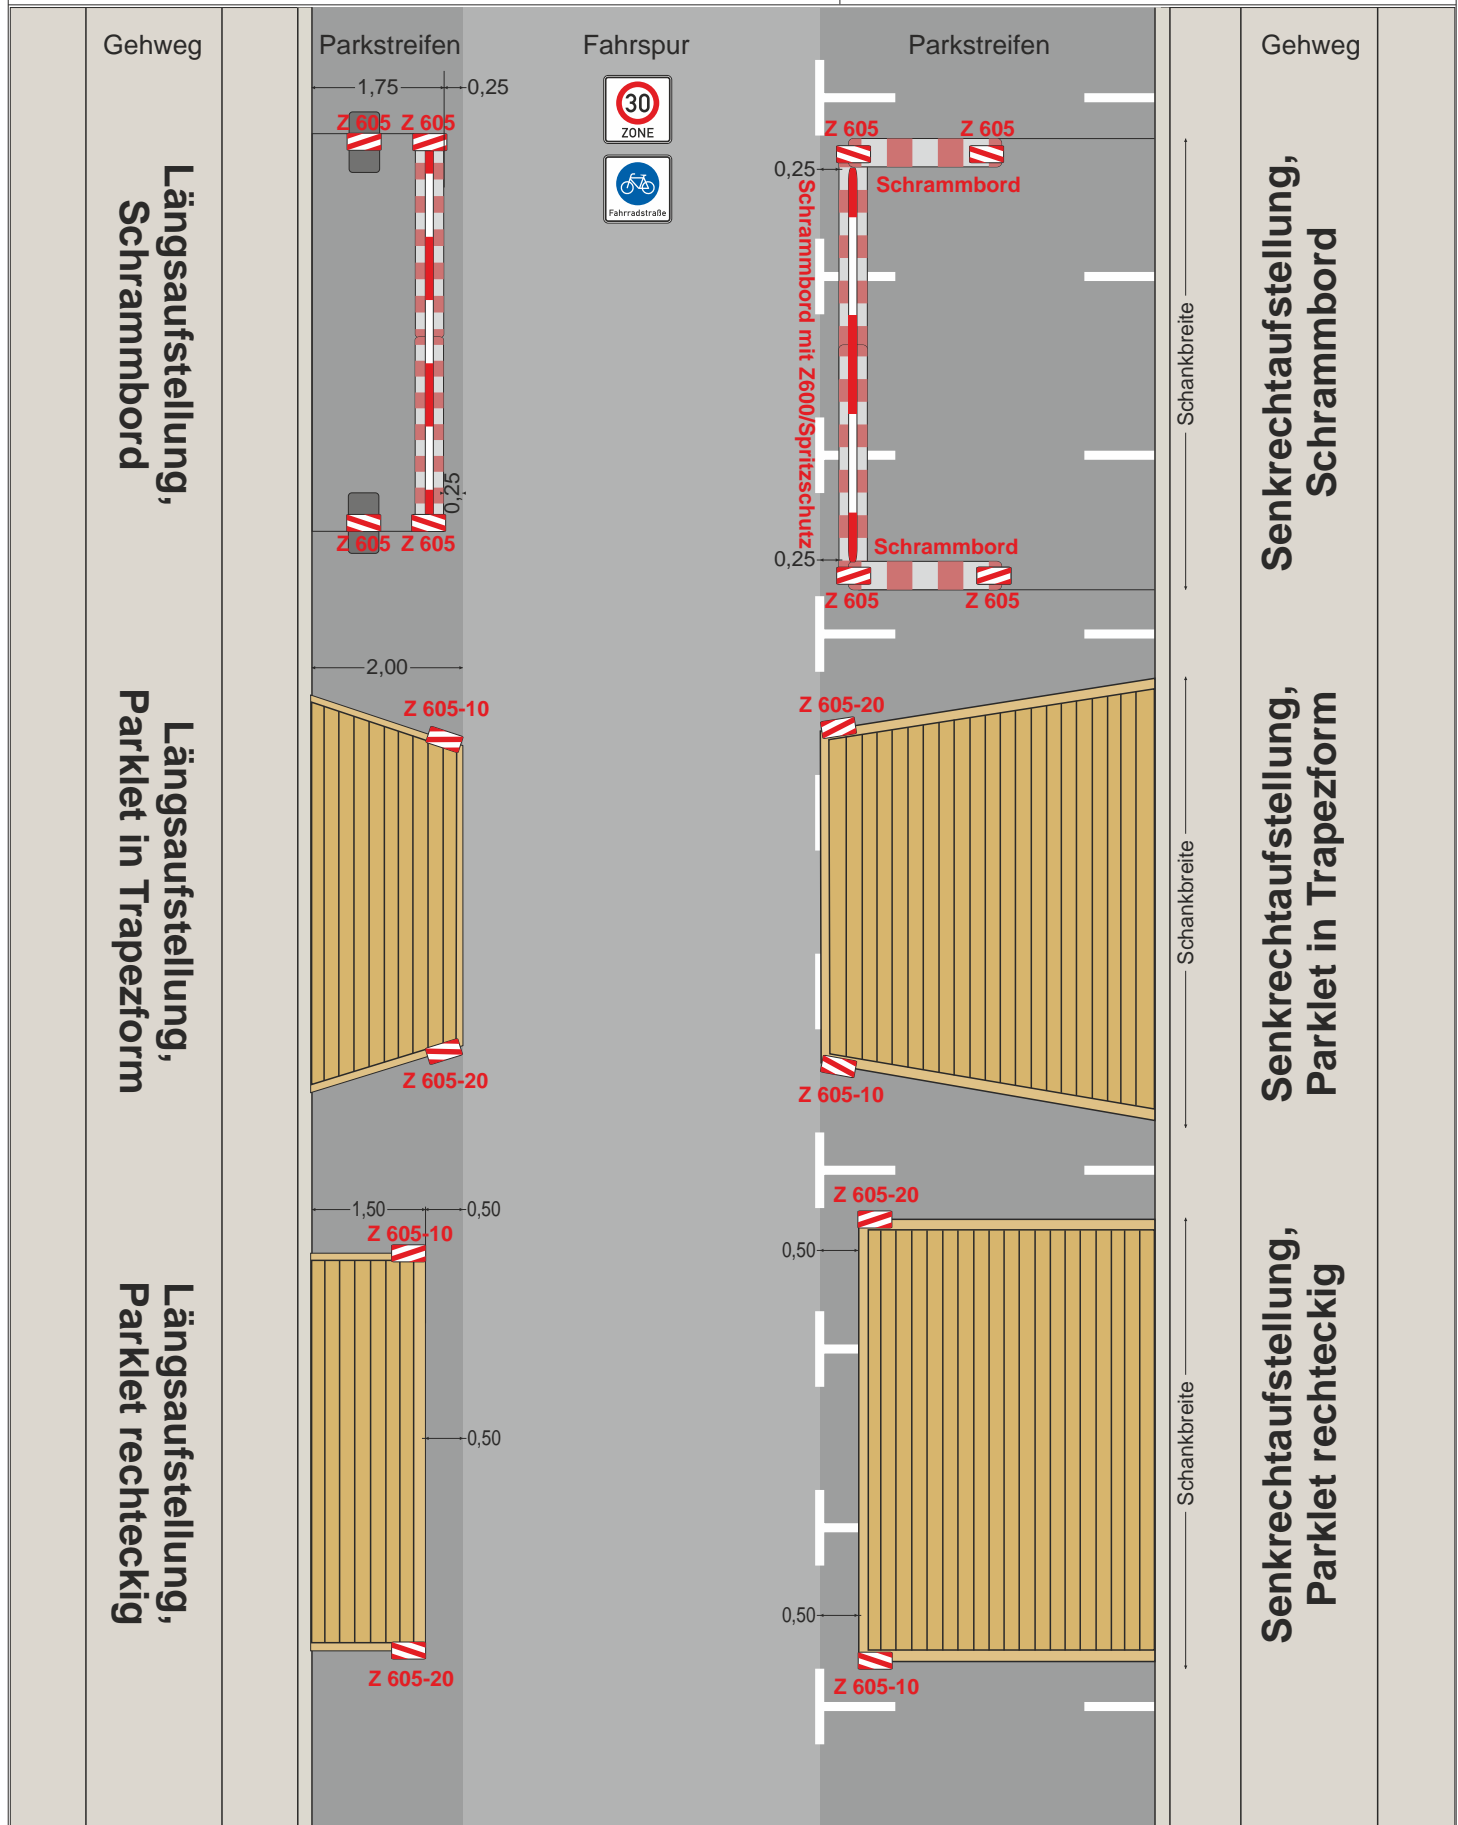 Gehweg
Parkstreifen
Fahrspur
Parkstreifen
Gehweg
1,75
0,25
30
ZONE
Fahrradstraße
Längsaufstellung,
Schrammbord
Z 605
Z 605
0,25
Z 605
Z 605
Z 605
Z 605
0,25
Schrammbord
Schrammbord mit Z600/Spritzschutz
0,25
Schrammbord
Z 605
Z 605
Schankbreite
Senkrechtaufstellung,
Schrammbord
2,00
Längsaufstellung,
Parklet in Trapezform
Z 605-10
Z 605-20
Z 605-20
Z 605-10
Schankbreite
Senkrechtaufstellung,
Parklet in Trapezform
1,50
0,50
Längsaufstellung,
Parklet rechteckig
Z 605-10
0,50
Z 605-20
Z 605-20
0,50
0,50
Z 605-10
Schankbreite
Senkrechtaufstellung,
Parklet rechteckig